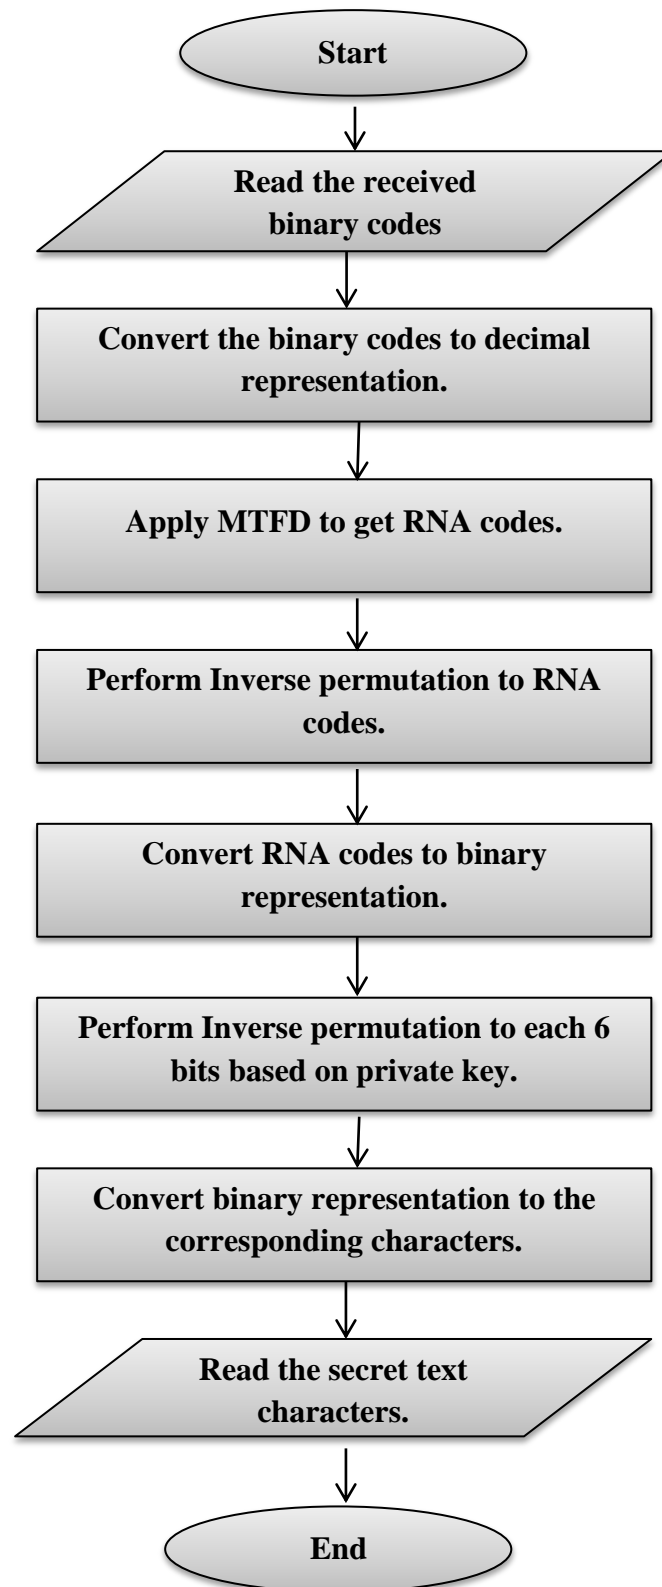 Start
Read the received
binary codes
Convert the binary codes to decimal
representation.
Apply MTFD to get RNA codes.
Perform Inverse permutation to RNA
codes.
Convert RNA codes to binary
representation.
Perform Inverse permutation to each 6
bits based on private key.
Convert binary representation to the
corresponding characters.
Read the secret text
characters.
End